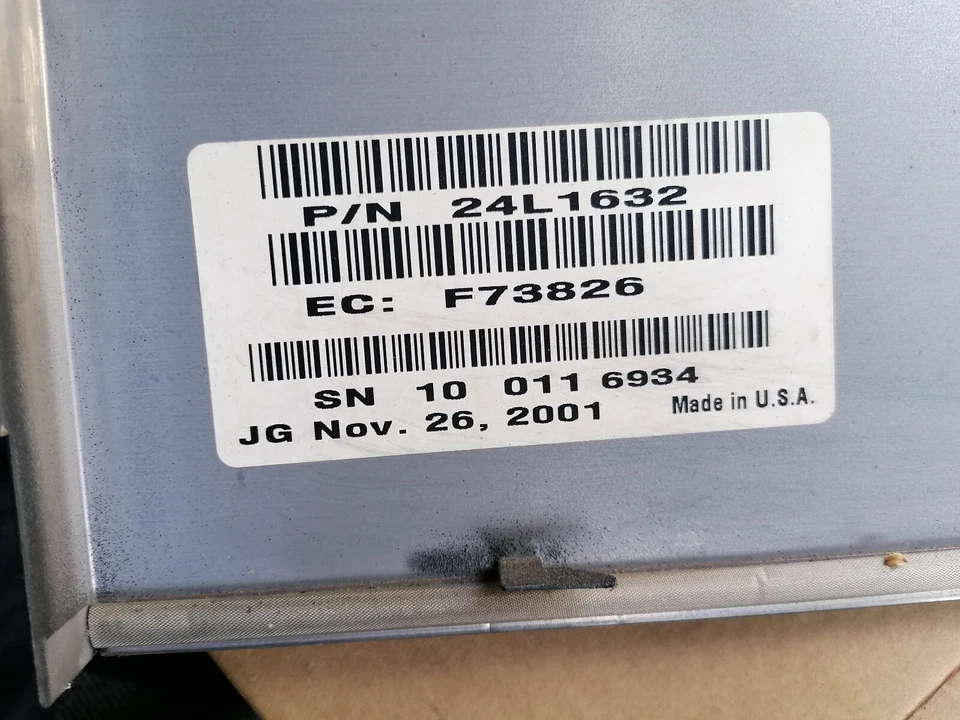 P/N 24L1632
EC: F73826
SN 10 011 6934
JG Nov. 26, 2001 Made in U.S.A.